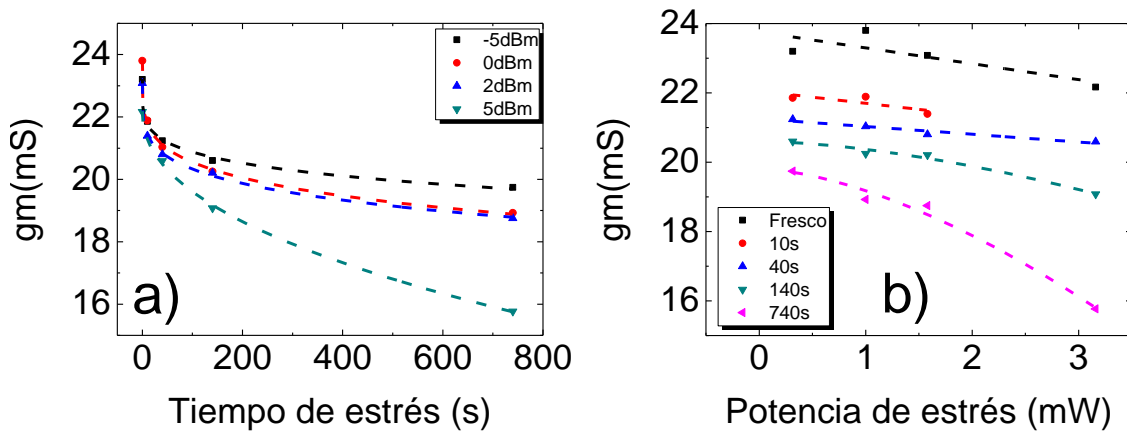 -5dBm
0dBm
2dBm
5dBm
24
22
20
18
16
gm(mS)
a)
0 200 400 600 800
Tiempo de estrés (s)
24
22
20
18
16
gm(mS)
Fresco
10s
40s
140s
740s
b)
0 1 2 3
Potencia de estrés (mW)